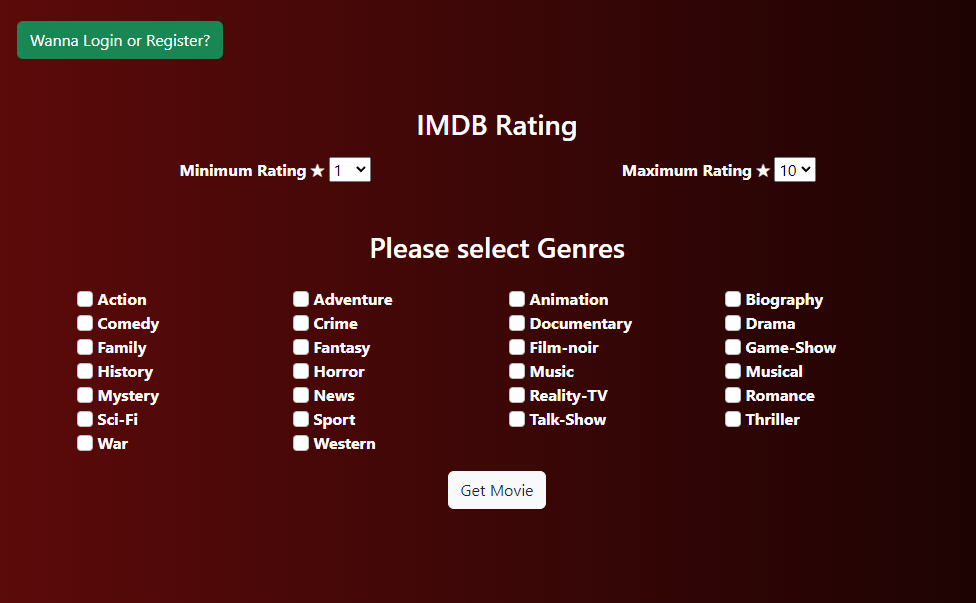 Wanna Login or Register?
IMDB Rating
Minimum Rating ★ 1 Maximum Rating ★ 10
Please select Genres
Action Adventure Animation Biography
Comedy Crime Documentary Drama
Family Fantasy Film-noir Game-Show
History Horror Music Musical
Mystery News Reality-TV Romance
Sci-Fi Sport Talk-Show Thriller
War Western
Get Movie